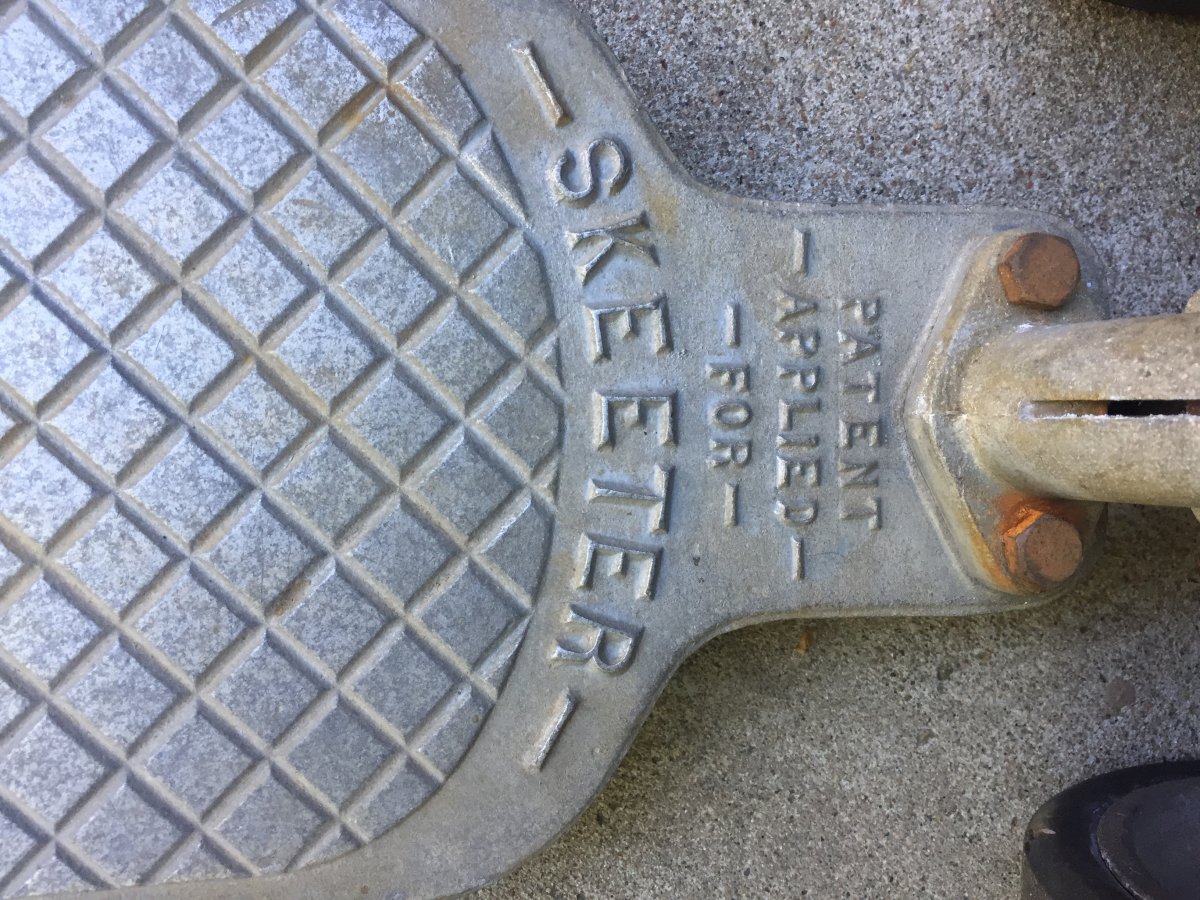 - SKEETER -
- FOR -
- APPLIED -
PATENT